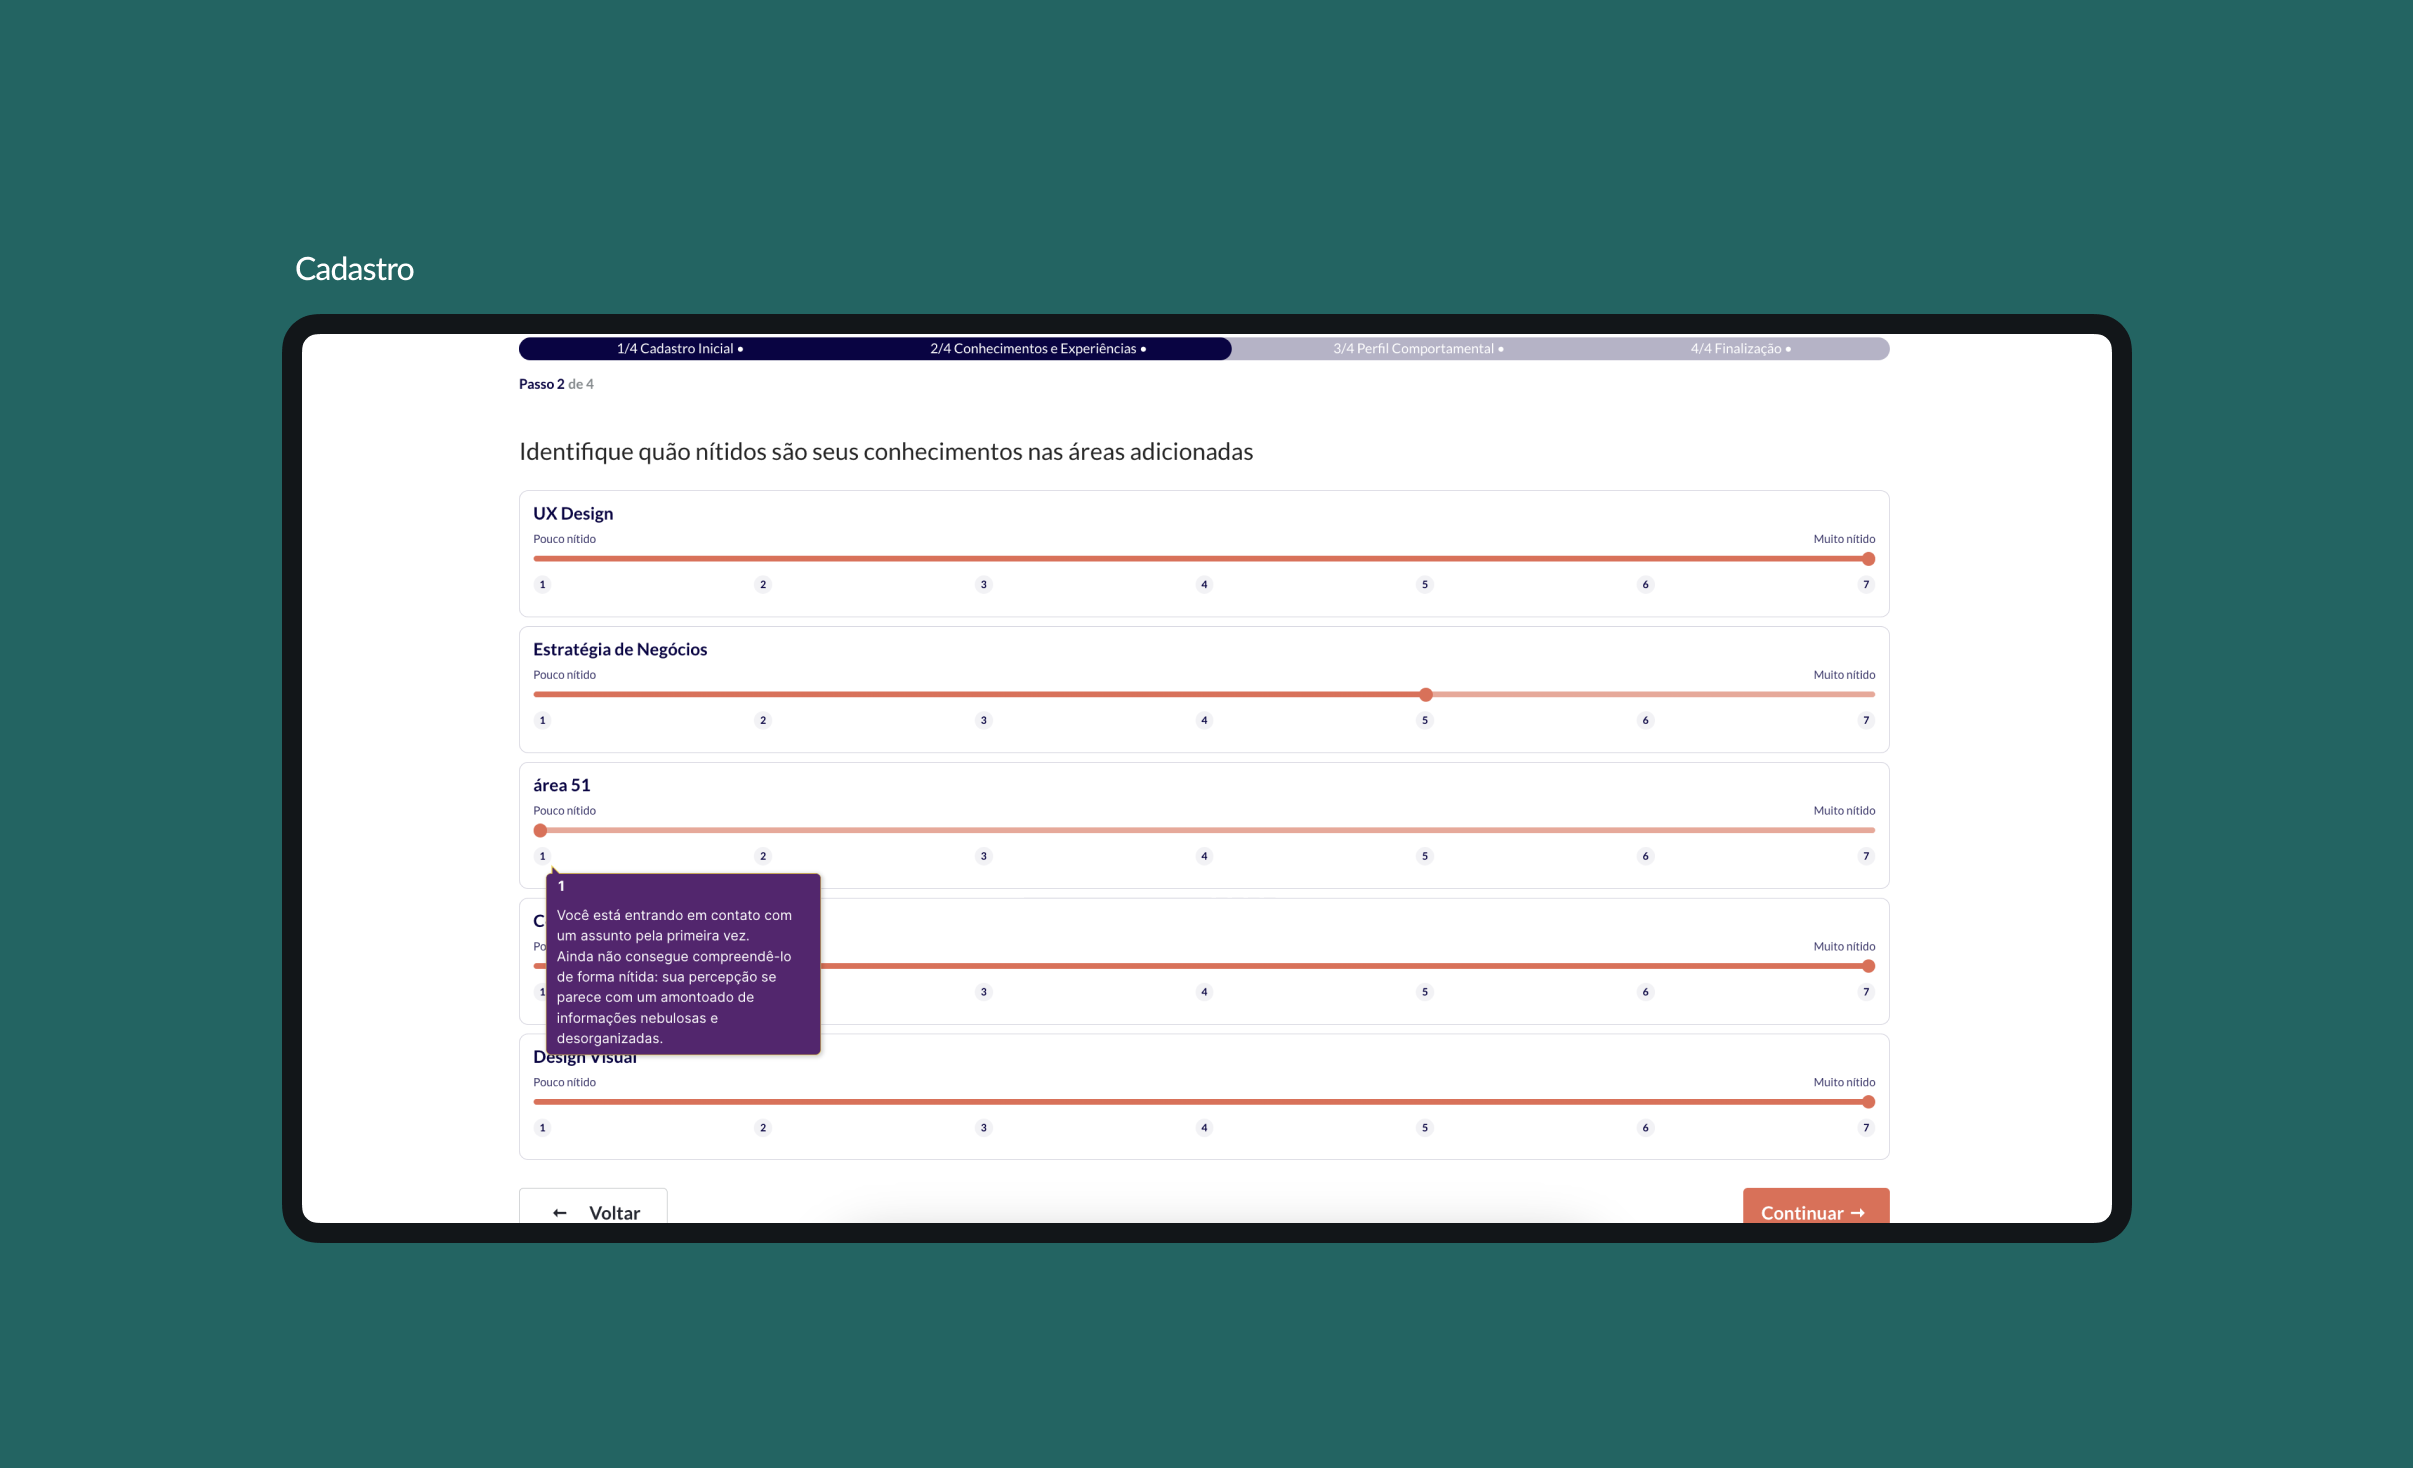 Cadastro
1/4 Cadastro Inicial •
2/4 Conhecimentos e Experiências •
3/4 Perfil Comportamental •
4/4 Finalização •
Passo 2 de 4
Identifique quão nítidos são seus conhecimentos nas áreas adicionadas
UX Design
Pouco nítido
Muito nítido
1 2 3 4 5 6 7
Estratégia de Negócios
Pouco nítido
Muito nítido
1 2 3 4 5 6 7
área 51
Pouco nítido
Muito nítido
1 2 3 4 5 6 7
1
Você está entrando em contato com
um assunto pela primeira vez.
Ainda não consegue compreendê-lo
de forma nítida: sua percepção se
parece com um amontoado de
informações nebulosas e
desorganizadas.
Muito nítido
1 3 4 5 6 7
Design Visual
Pouco nítido
Muito nítido
1 2 3 4 5 6 7
← Voltar
Continuar →